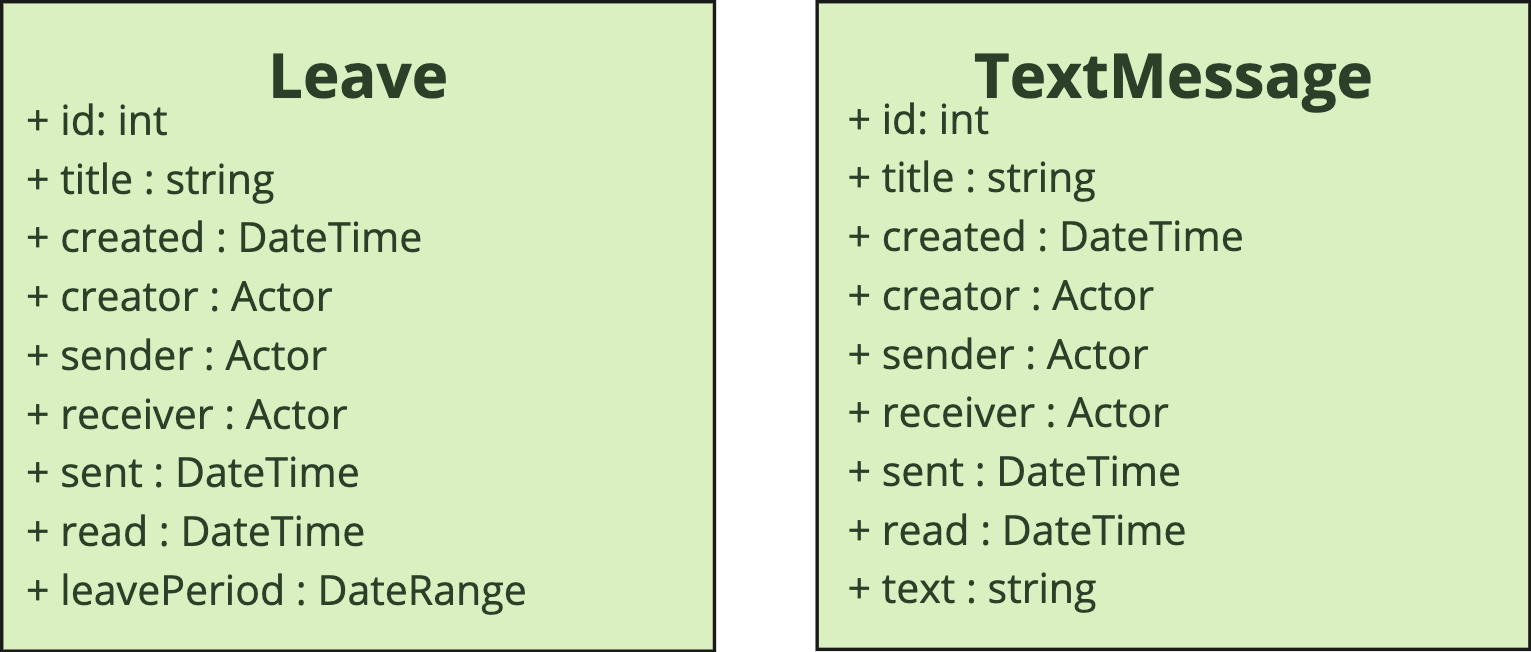 Leave
+ id: int
+ title : string
+ created : DateTime
+ creator : Actor
+ sender : Actor
+ receiver : Actor
+ sent : DateTime
+ read : DateTime
+ leavePeriod : DateRange
TextMessage
+ id: int
+ title : string
+ created : DateTime
+ creator : Actor
+ sender : Actor
+ receiver : Actor
+ sent : DateTime
+ read : DateTime
+ text : string